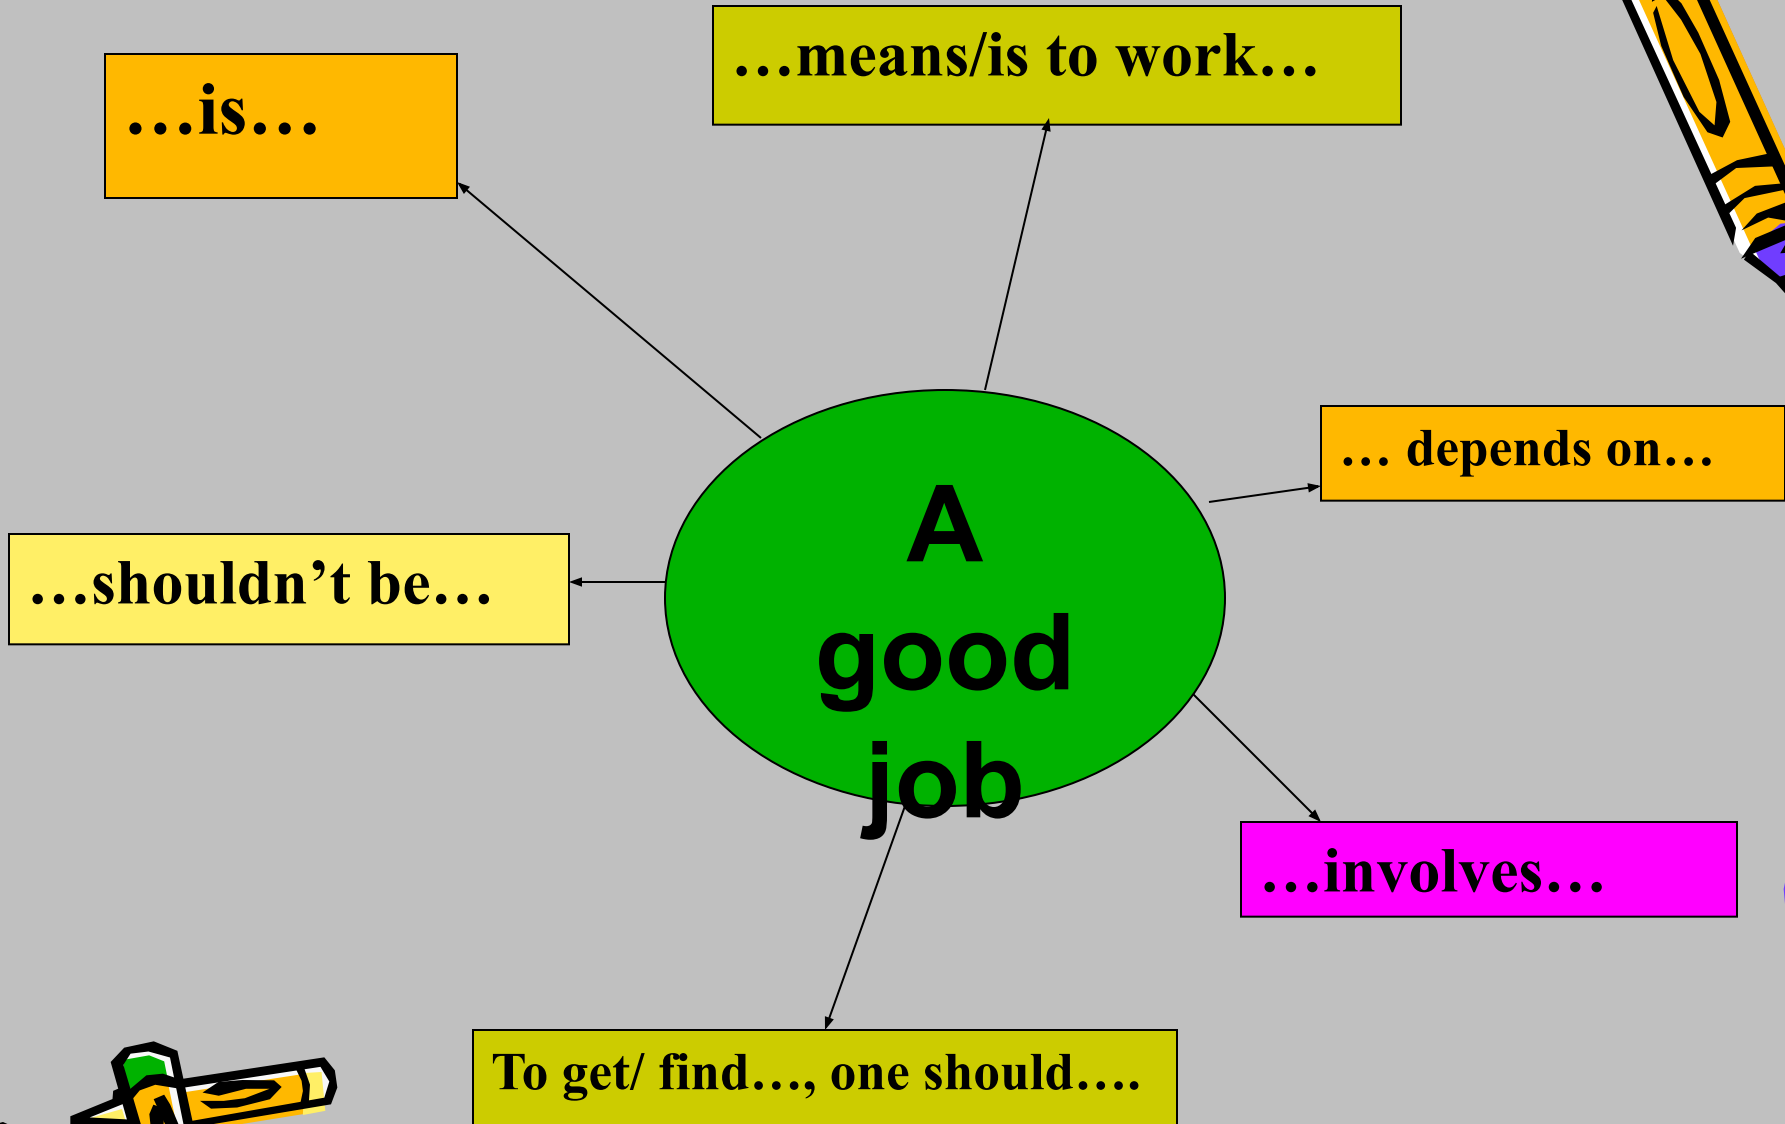 …means/is to work…
…is…
… depends on…
A
good
job
…shouldn’t be…
…involves…
To get/ find…, one should….